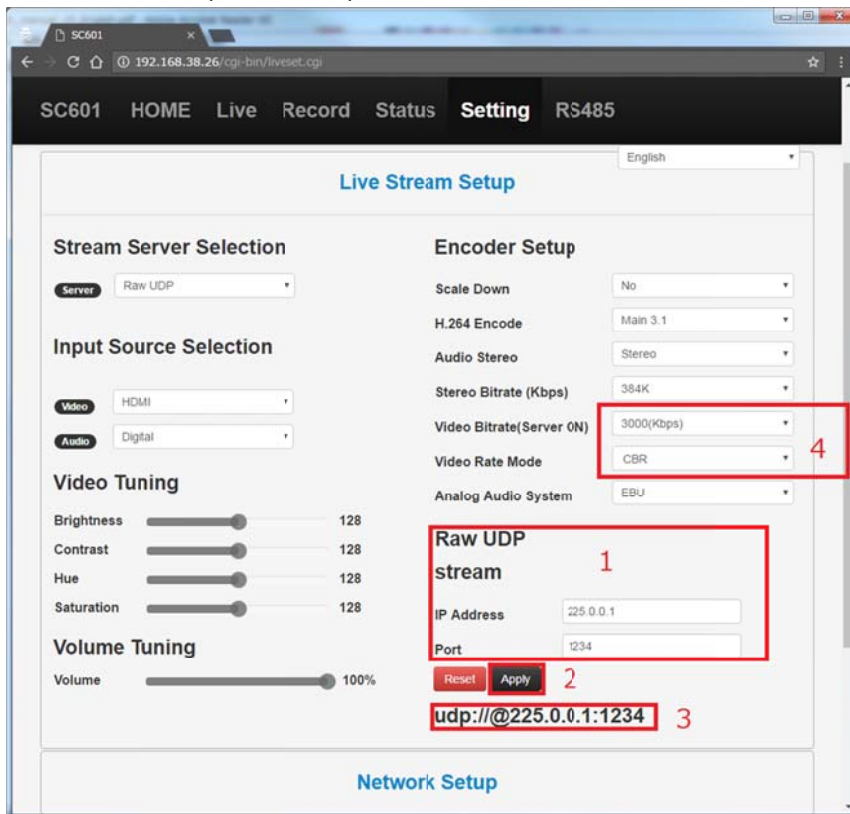 SC601
192.168.38.26/cgi-bin/liveset.cgi
SC601 HOME Live Record Status Setting RS485
English
Live Stream Setup
Stream Server Selection
Server Raw UDP
Input Source Selection
Video HDMI
Audio Digital
Video Tuning
Brightness 128
Contrast 128
Hue 128
Saturation 128
Volume Tuning
Volume 100%
Encoder Setup
Scale Down No
H.264 Encode Main 3.1
Audio Stereo Stereo
Stereo Bitrate (Kbps) 384K
Video Bitrate(Server 0N) 3000(Kbps)
Video Rate Mode CBR
4
Analog Audio System EBU
Raw UDP
stream
1
IP Address 225.0.0.1
Port 1234
Reset Apply 2
udp://@225.0.0.1:1234 3
Network Setup